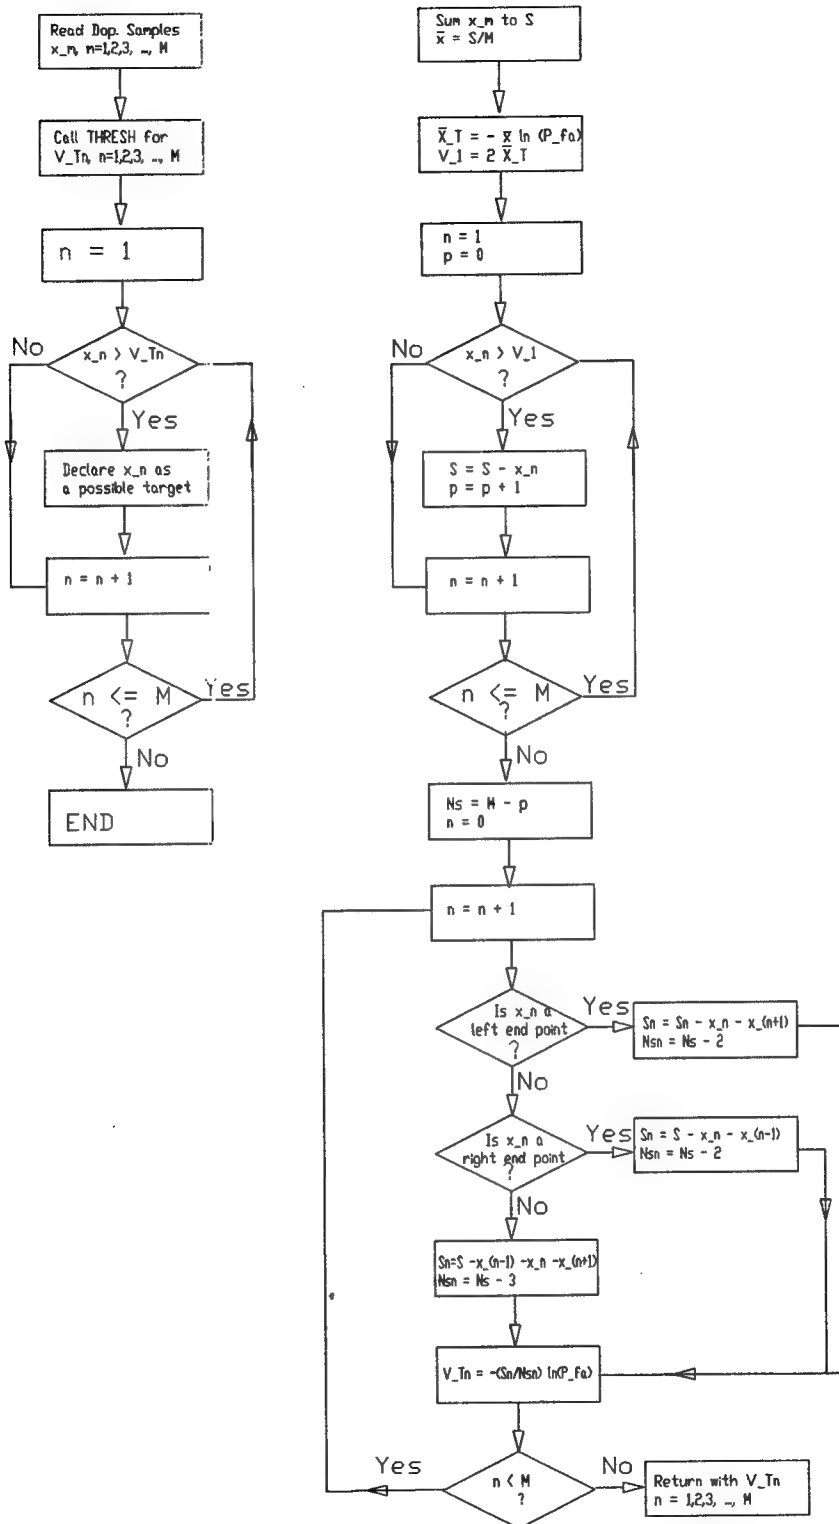 Read Dop. Samples
x_n, n=1,2,3, ..., M
Call THRESH for
V_Tn, n=1,2,3, ..., M
n = 1
x_n > V_Tn
?
No
Yes
Declare x_n as
a possible target
n = n + 1
n <= M
?
Yes
No
END
Sum x_m to S
x̄ = S/M
X̄_T = - x̄ ln (P_fa)
V_1 = 2 X̄_T
n = 1
p = 0
x_n > V_1
?
No
Yes
S = S - x_n
p = p + 1
n = n + 1
n <= M
?
Yes
No
Ns = M - p
n = 0
n = n + 1
Is x_n a
left end point
?
Yes
Sn = Sn - x_n - x_(n+1)
Nsn = Ns - 2
No
Is x_n a
right end point
?
Yes
Sn = S - x_n - x_(n-1)
Nsn = Ns - 2
No
Sn=S -x_(n-1) -x_n -x_(n+1)
Nsn = Ns - 3
V_Tn = -(Sn/Nsn) ln(P_fa)
Yes
n < M
?
No
Return with V_Tn
n = 1,2,3, ..., M